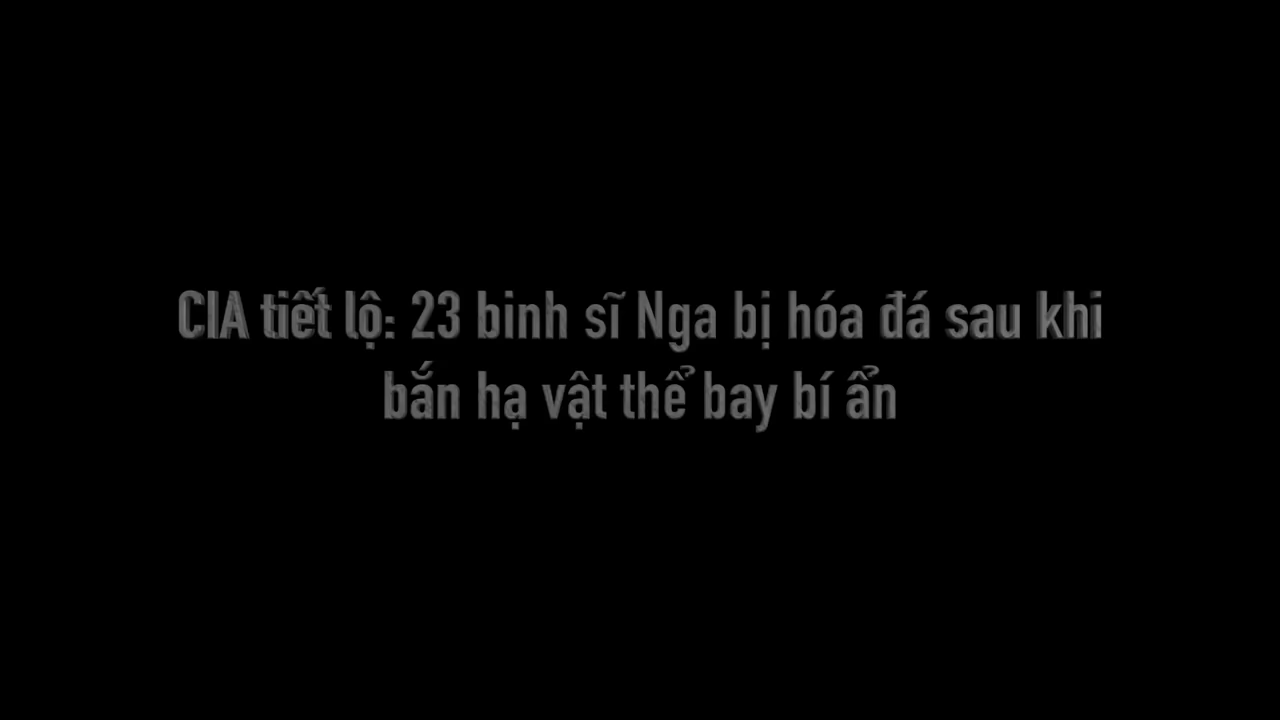 CIA tiết lộ: 23 binh sĩ Nga bị hóa đá sau khi
bắn hạ vật thể bay bí ẩn